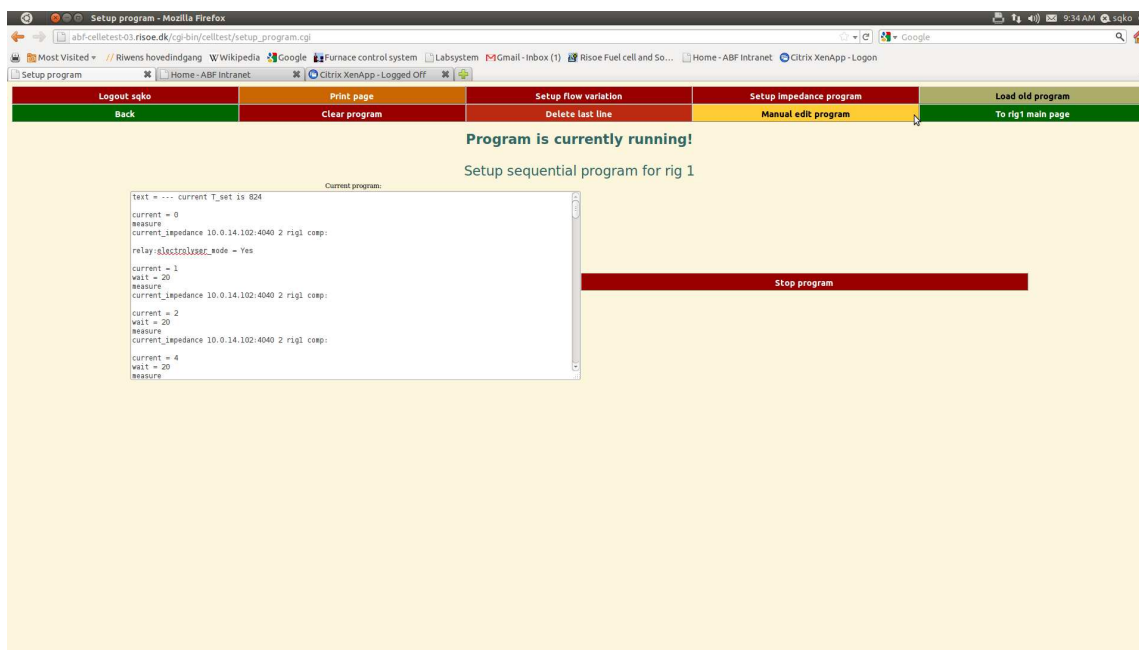 Setup program - Mozilla Firefox
9:34 AM sqko
abf-celletest-03.risoe.dk/cgi-bin/celltest/setup_program.cgi
Google
Most Visited Riwens hovedindgang Wikipedia Google Furnace control system Labsystem Gmail - Inbox (1) Risoe Fuel cell and So... Home - ABF Intranet Citrix XenApp - Logon
Setup program Home - ABF Intranet Citrix XenApp - Logged Off
Logout sqko Print page Setup flow variation Setup impedance program Load old program
Back Clear program Delete last line Manual edit program To rig1 main page
Program is currently running!
Setup sequential program for rig 1
Current program:
text = --- current T_set is 824
current = 0
measure
current_impedance 10.0.14.102:4040 2 rig1 comp:
relay:electrolyser_mode = Yes
current = 1
wait = 20
measure
current_impedance 10.0.14.102:4040 2 rig1 comp:
Stop program
current = 2
wait = 20
measure
current_impedance 10.0.14.102:4040 2 rig1 comp:
current = 4
wait = 20
measure